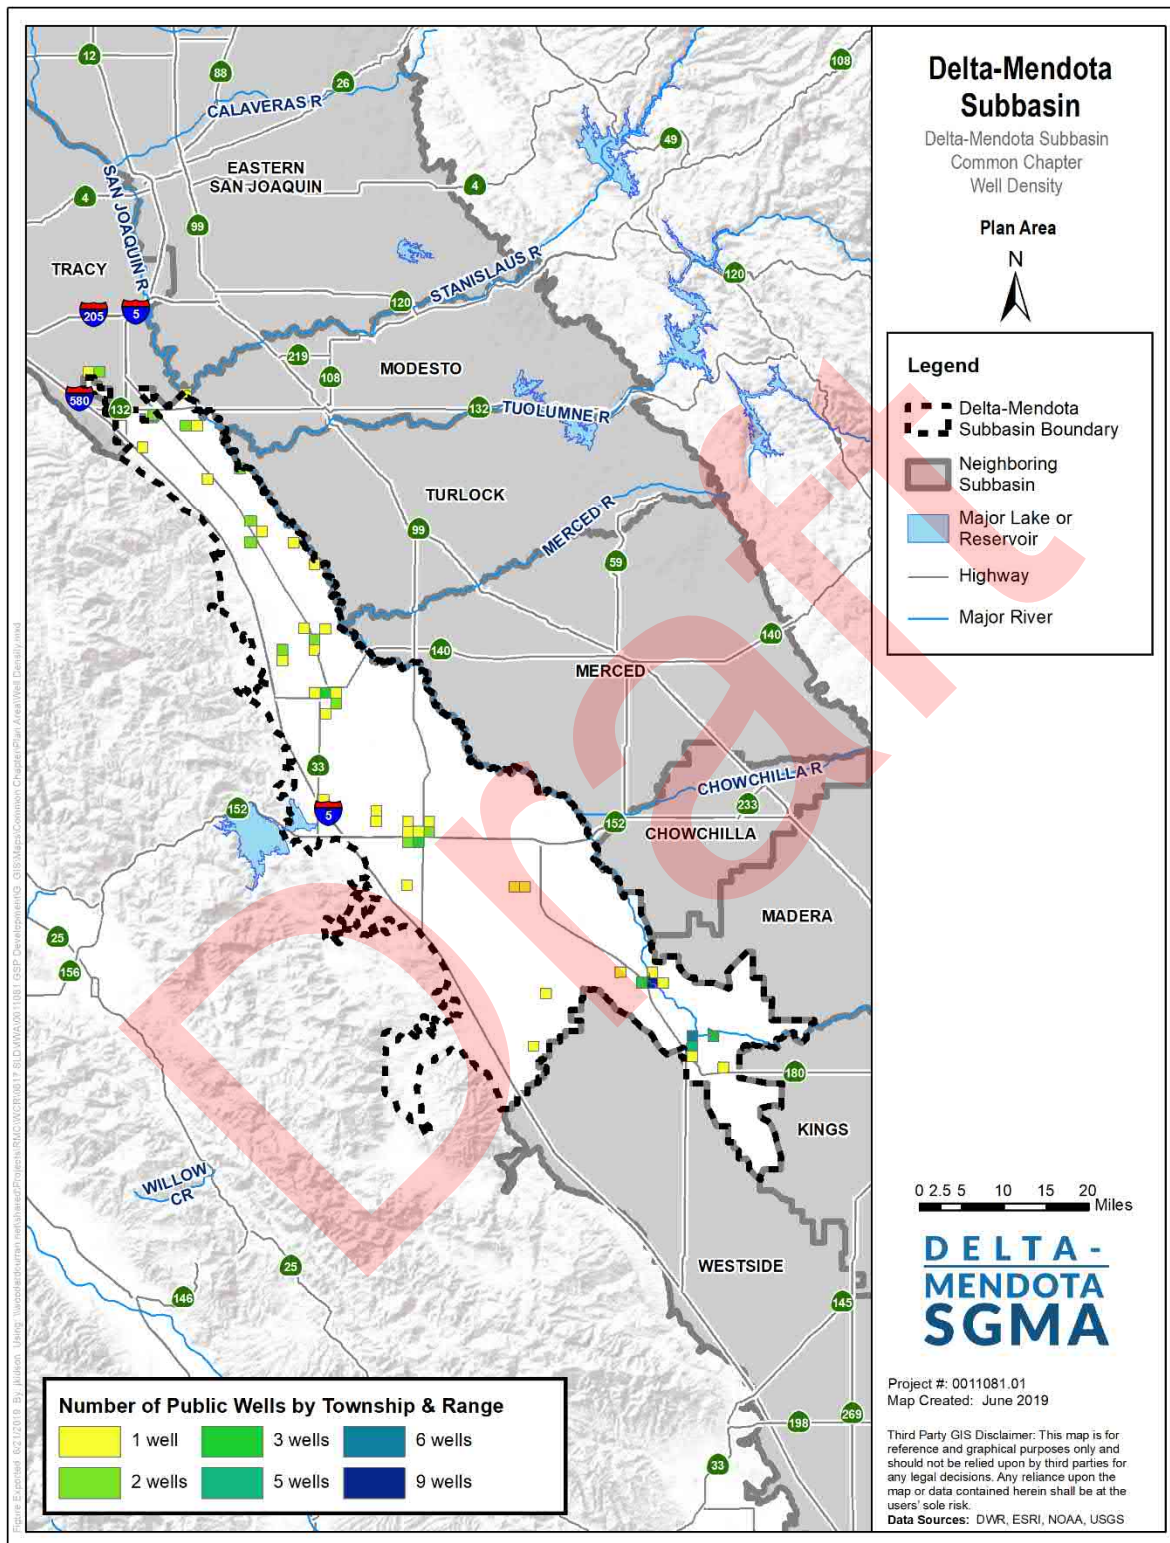 Delta-Mendota
Subbasin
Delta-Mendota Subbasin
Common Chapter
Well Density
Plan Area
N
Legend
Delta-Mendota
Subbasin Boundary
Neighboring
Subbasin
Major Lake or
Reservoir
Highway
Major River
0 2.5 5 10 15 20
Miles
DELTA-
MENDOTA
SGMA
Project #: 0011081.01
Map Created: June 2019
Third Party GIS Disclaimer: This map is for
reference and graphical purposes only and
should not be relied upon by third parties for
any legal decisions. Any reliance upon the
map or data contained herein shall be at the
users' sole risk.
Data Sources: DWR, ESRI, NOAA, USGS
12
88
26
108
CALAVERAS R
49
EASTERN
SAN JOAQUIN
4
4
SAN JOAQUIN R
99
TRACY
STANISLAUS R
120
120
205
5
219
MODESTO
108
580
132
132
TUOLUMNE R
TURLOCK
99
MERCED R
59
140
140
MERCED
33
CHOWCHILLA R
233
152
5
152
CHOWCHILLA
MADERA
25
156
180
KINGS
WILLOW
CR
25
WESTSIDE
146
145
269
198
33
Draft
Number of Public Wells by Township & Range
1 well
3 wells
6 wells
2 wells
5 wells
9 wells